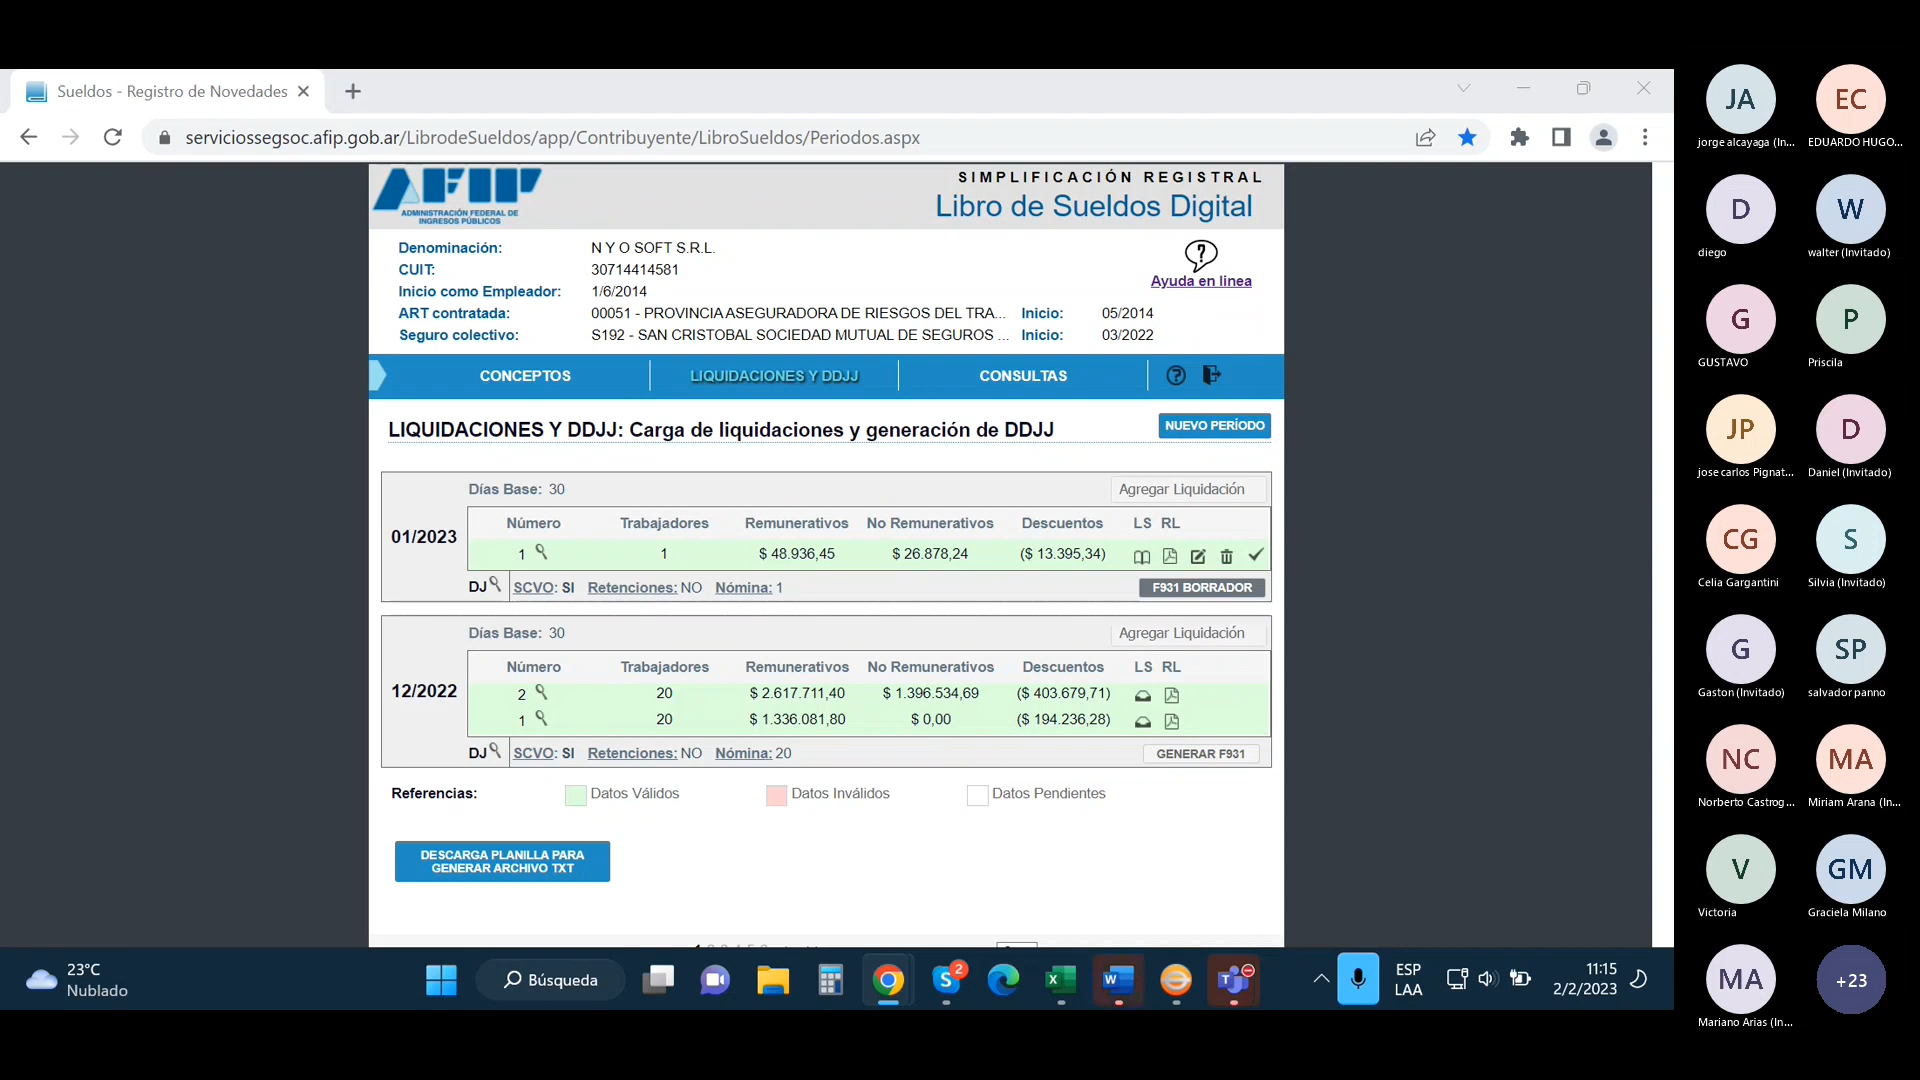 Sueldos - Registro de Novedades
serviciossegsoc.afip.gob.ar/LibrodeSueldos/app/Contribuyente/LibroSueldos/Periodos.aspx
AFIP
ADMINISTRACIÓN FEDERAL DE
INGRESOS PÚBLICOS
SIMPLIFICACIÓN REGISTRAL
Libro de Sueldos Digital
Denominación: N Y O SOFT S.R.L.
CUIT: 30714414581
Inicio como Empleador: 1/6/2014
ART contratada: 00051 - PROVINCIA ASEGURADORA DE RIESGOS DEL TRA... Inicio: 05/2014
Seguro colectivo: S192 - SAN CRISTOBAL SOCIEDAD MUTUAL DE SEGUROS ... Inicio: 03/2022
?
Ayuda en linea
CONCEPTOS LIQUIDACIONES Y DDJJ CONSULTAS ?
LIQUIDACIONES Y DDJJ: Carga de liquidaciones y generación de DDJJ
NUEVO PERÍODO
01/2023
Días Base: 30 Agregar Liquidación
Número Trabajadores Remunerativos No Remunerativos Descuentos LS RL
1 1 $ 48.936,45 $ 26.878,24 ($ 13.395,34)
DJ SCVO: SI Retenciones: NO Nómina: 1 F931 BORRADOR
12/2022
Días Base: 30 Agregar Liquidación
Número Trabajadores Remunerativos No Remunerativos Descuentos LS RL
2 20 $ 2.617.711,40 $ 1.396.534,69 ($ 403.679,71)
1 20 $ 1.336.081,80 $ 0,00 ($ 194.236,28)
DJ SCVO: SI Retenciones: NO Nómina: 20 GENERAR F931
Referencias: Datos Válidos Datos Inválidos Datos Pendientes
DESCARGA PLANILLA PARA
GENERAR ARCHIVO TXT
23°C
Nublado
Búsqueda
2
ESP
LAA
11:15
2/2/2023
JA EC
jorge alcayaga (In... EDUARDO HUGO...
D W
diego walter (Invitado)
G P
GUSTAVO Priscila
JP D
jose carlos Pignat... Daniel (Invitado)
CG S
Celia Gargantini Silvia (Invitado)
G SP
Gaston (Invitado) salvador panno
NC MA
Norberto Castrog... Miriam Arana (In...
V GM
Victoria Graciela Milano
MA +23
Mariano Arias (In...